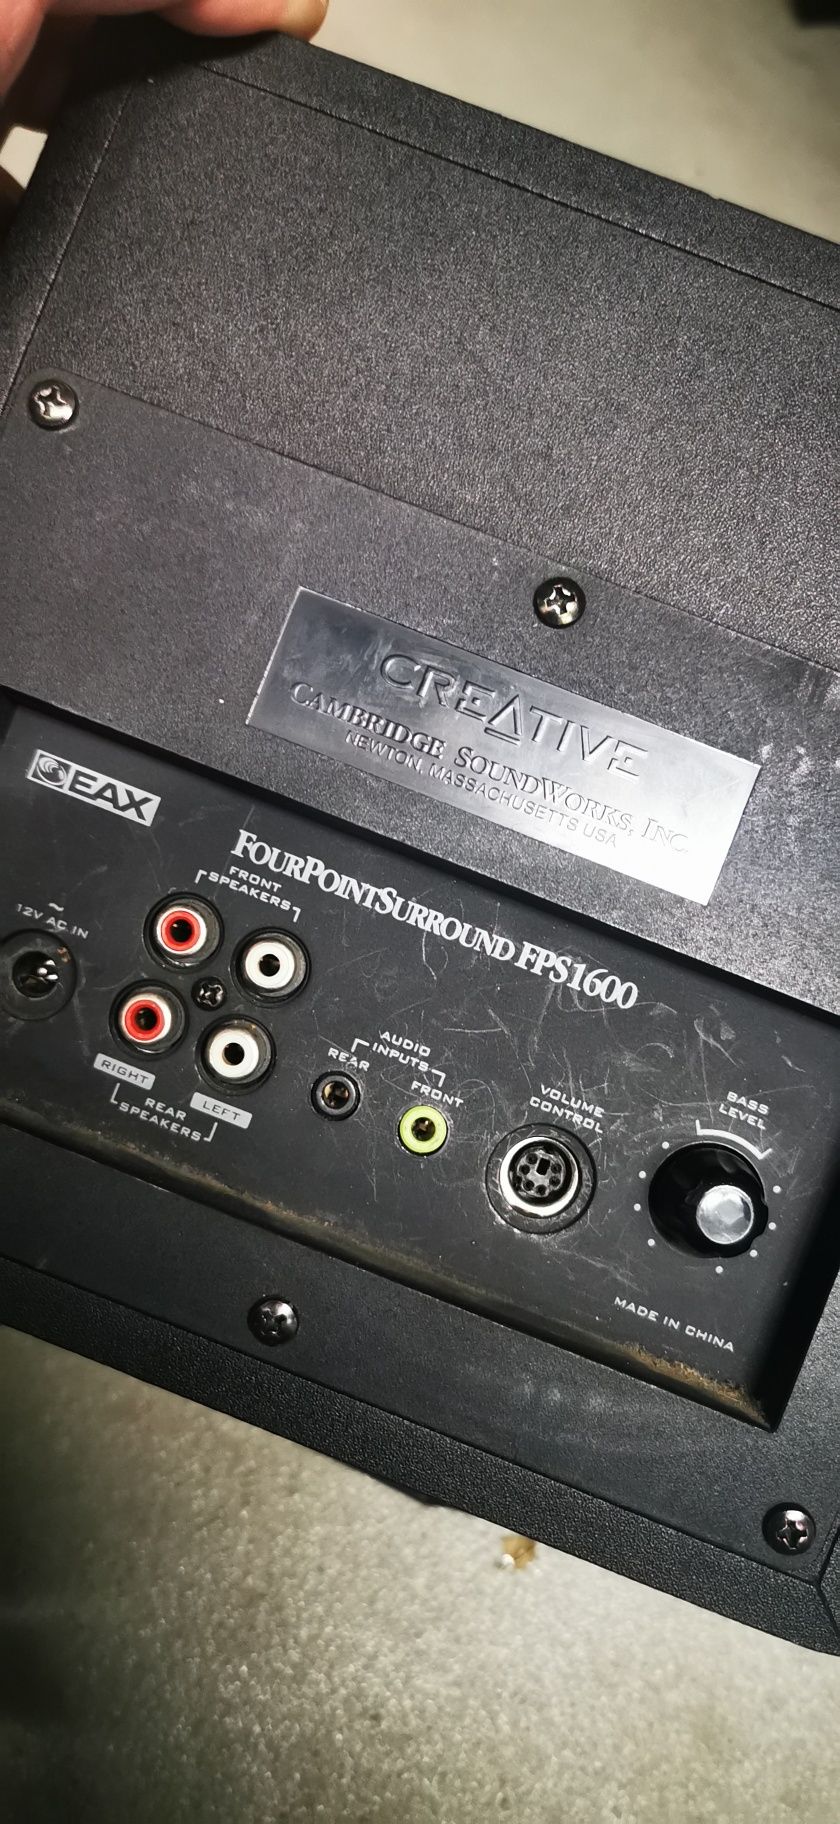 CREATIVE
CAMBRIDGE SOUNDWORKS, INC.
NEWTON, MASSACHUSETTS USA
EAX
FOURPOINTSURROUND FPS1600
FRONT
SPEAKERS
~
12V AC IN
RIGHT
LEFT
REAR
SPEAKERS
AUDIO
INPUTS
REAR
FRONT
VOLUME
CONTROL
BASS
LEVEL
MADE IN CHINA